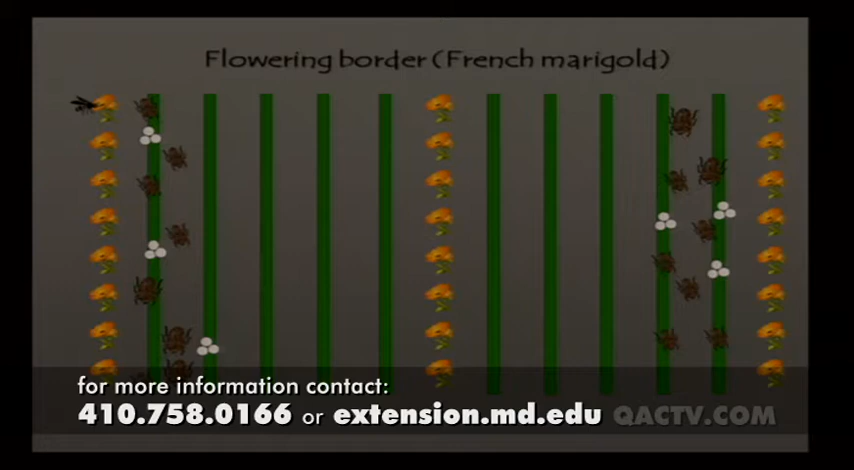 Flowering border (French marigold)
for more information contact:
410.758.0166 or extension.md.edu QACTV.COM